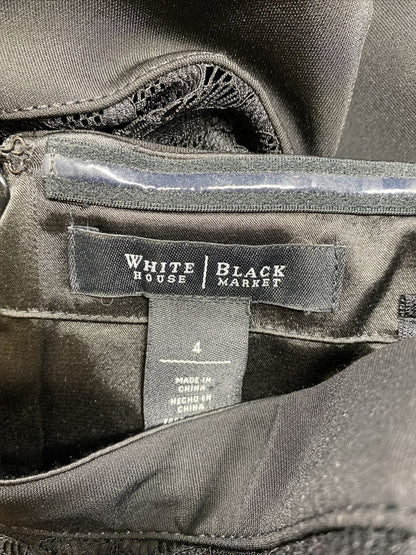 WHITE | BLACK
HOUSE MARKET
4
MADE IN
CHINA
HECHO EN
CHINA